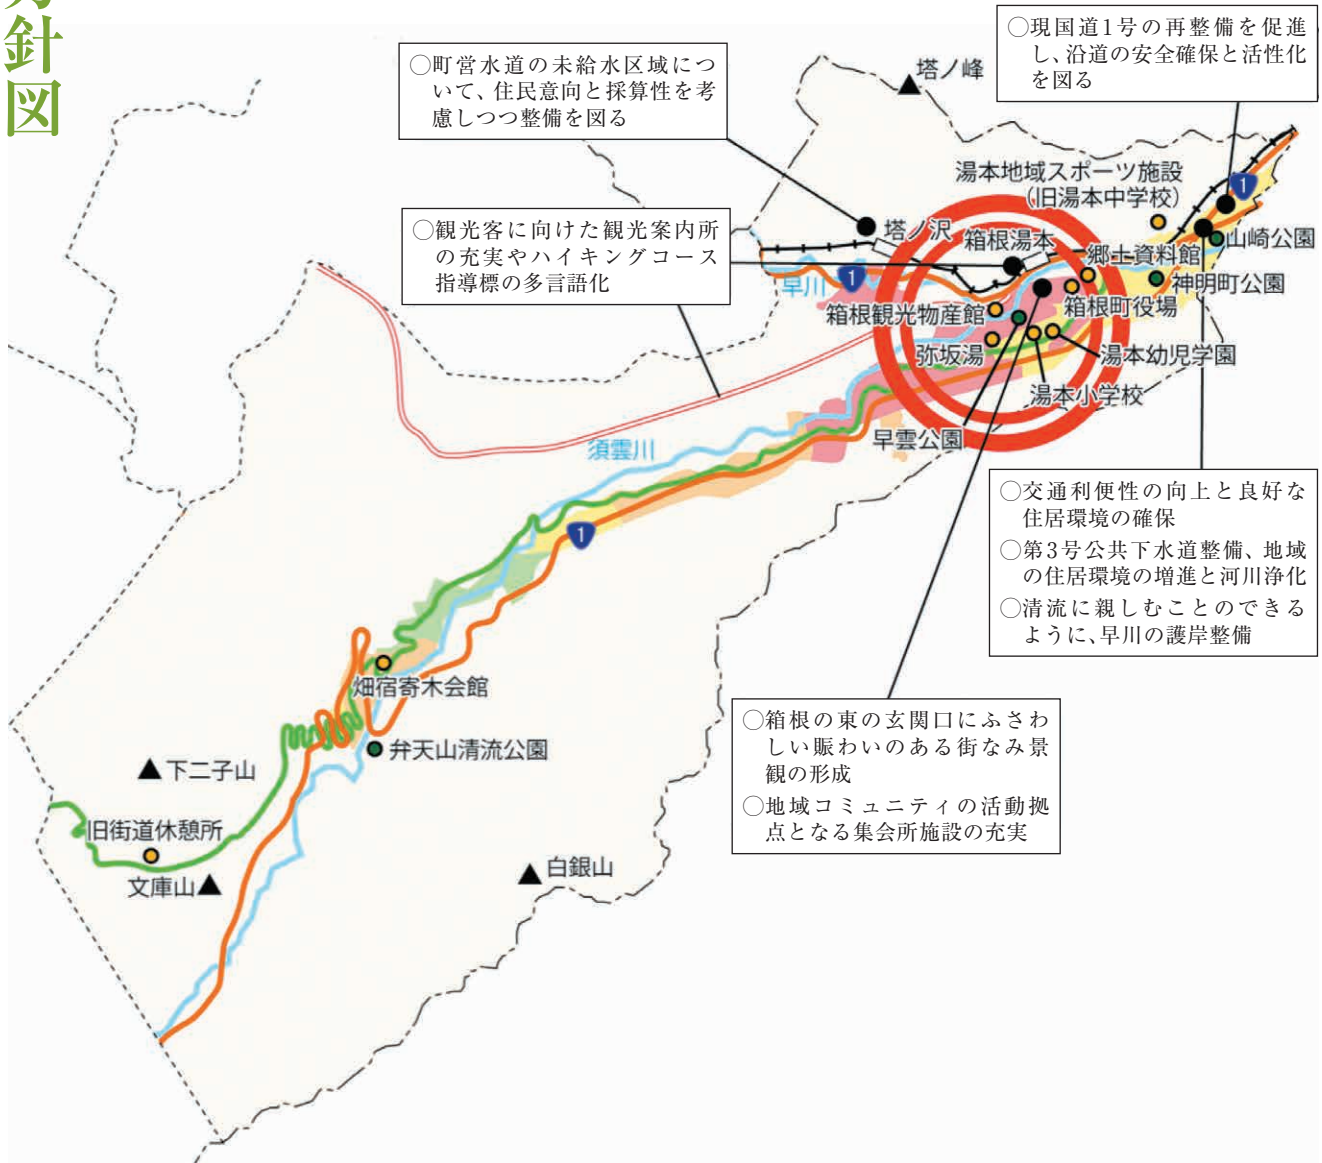 針図
○現国道1号の再整備を促進
し、沿道の安全確保と活性化
を図る
○町営水道の未給水区域につ
いて、住民意向と採算性を考
慮しつつ整備を図る
塔ノ峰
湯本地域スポーツ施設
（旧湯本中学校）
1
○観光客に向けた観光案内所
の充実やハイキングコース
指導標の多言語化
塔ノ沢
箱根湯本
山崎公園
郷土資料館
1
早川
神明町公園
箱根観光物産館
箱根町役場
弥坂湯
湯本幼児学園
湯本小学校
早雲公園
須雲川
1
○交通利便性の向上と良好な
住居環境の確保
○第3号公共下水道整備、地域
の住居環境の増進と河川浄化
○清流に親しむことのできる
ように、早川の護岸整備
畑宿寄木会館
弁天山清流公園
○箱根の東の玄関口にふさわ
しい賑わいのある街なみ景
観の形成
○地域コミュニティの活動拠
点となる集会所施設の充実
下二子山
旧街道休憩所
文庫山
白銀山